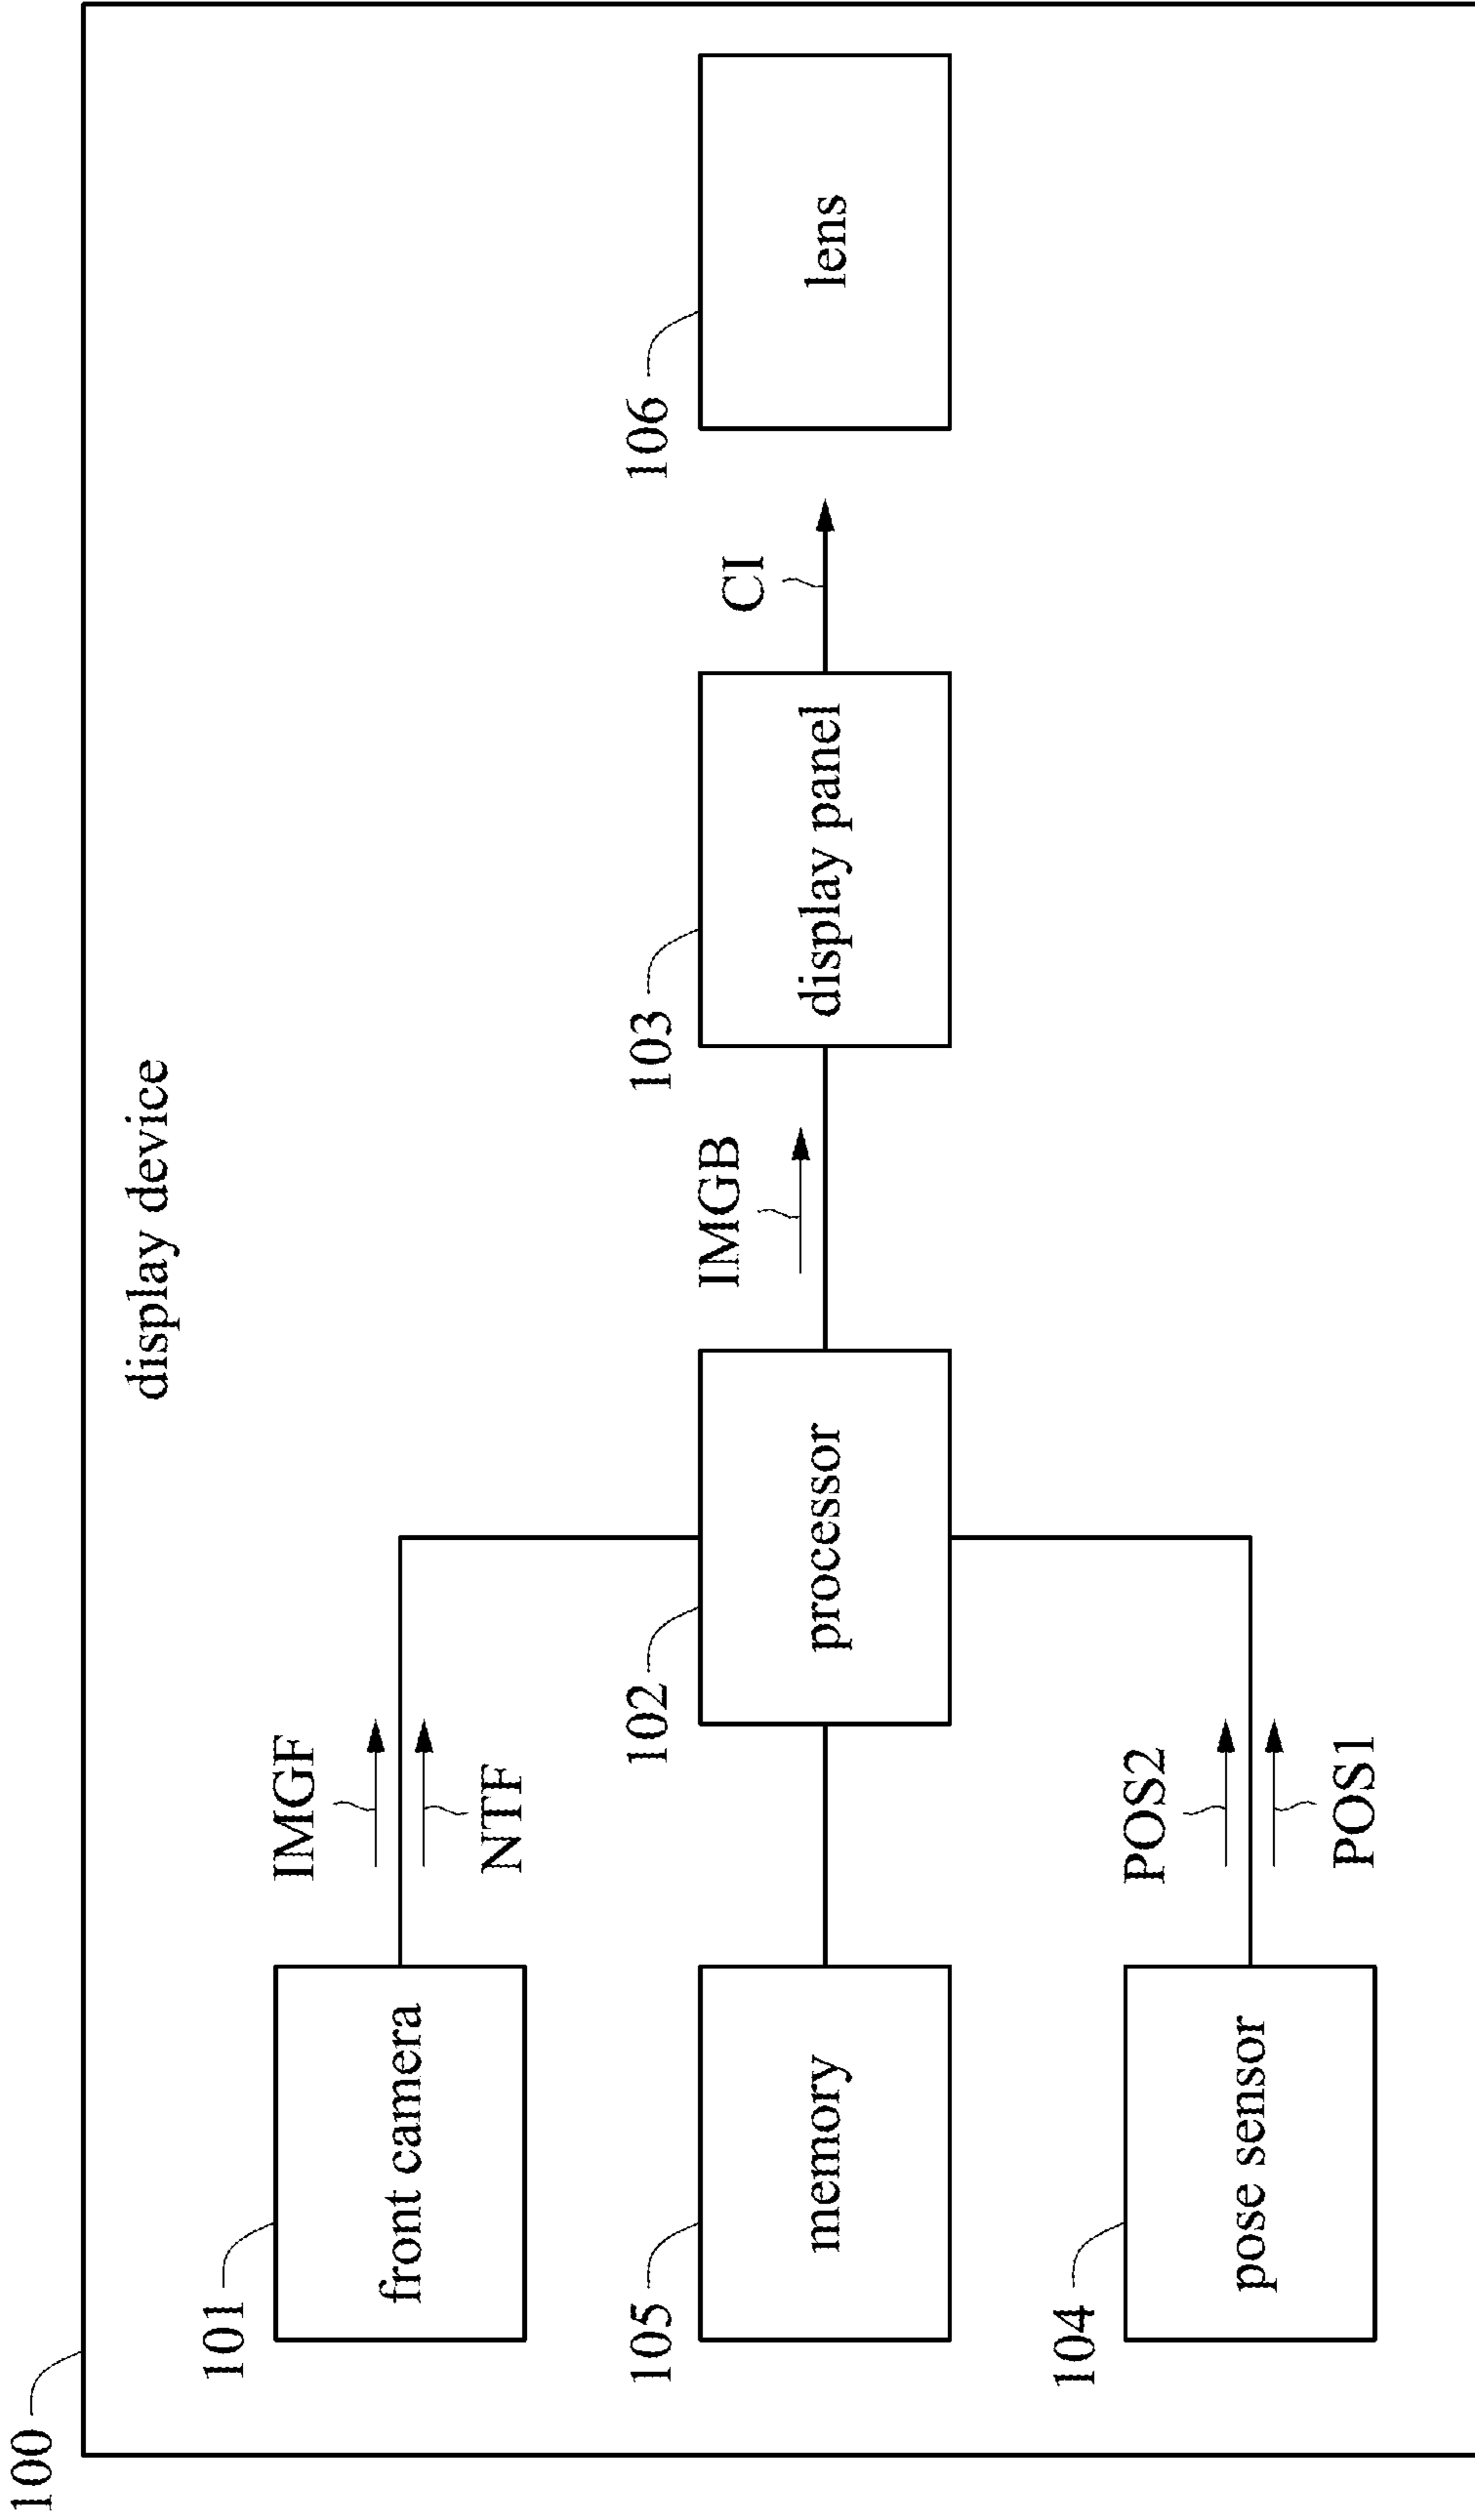 100
display device
101
front camera
IMGF
NTF
105
memory
102
processor
IMGB
103
display panel
CI
106
lens
104
pose sensor
POS2
POS1